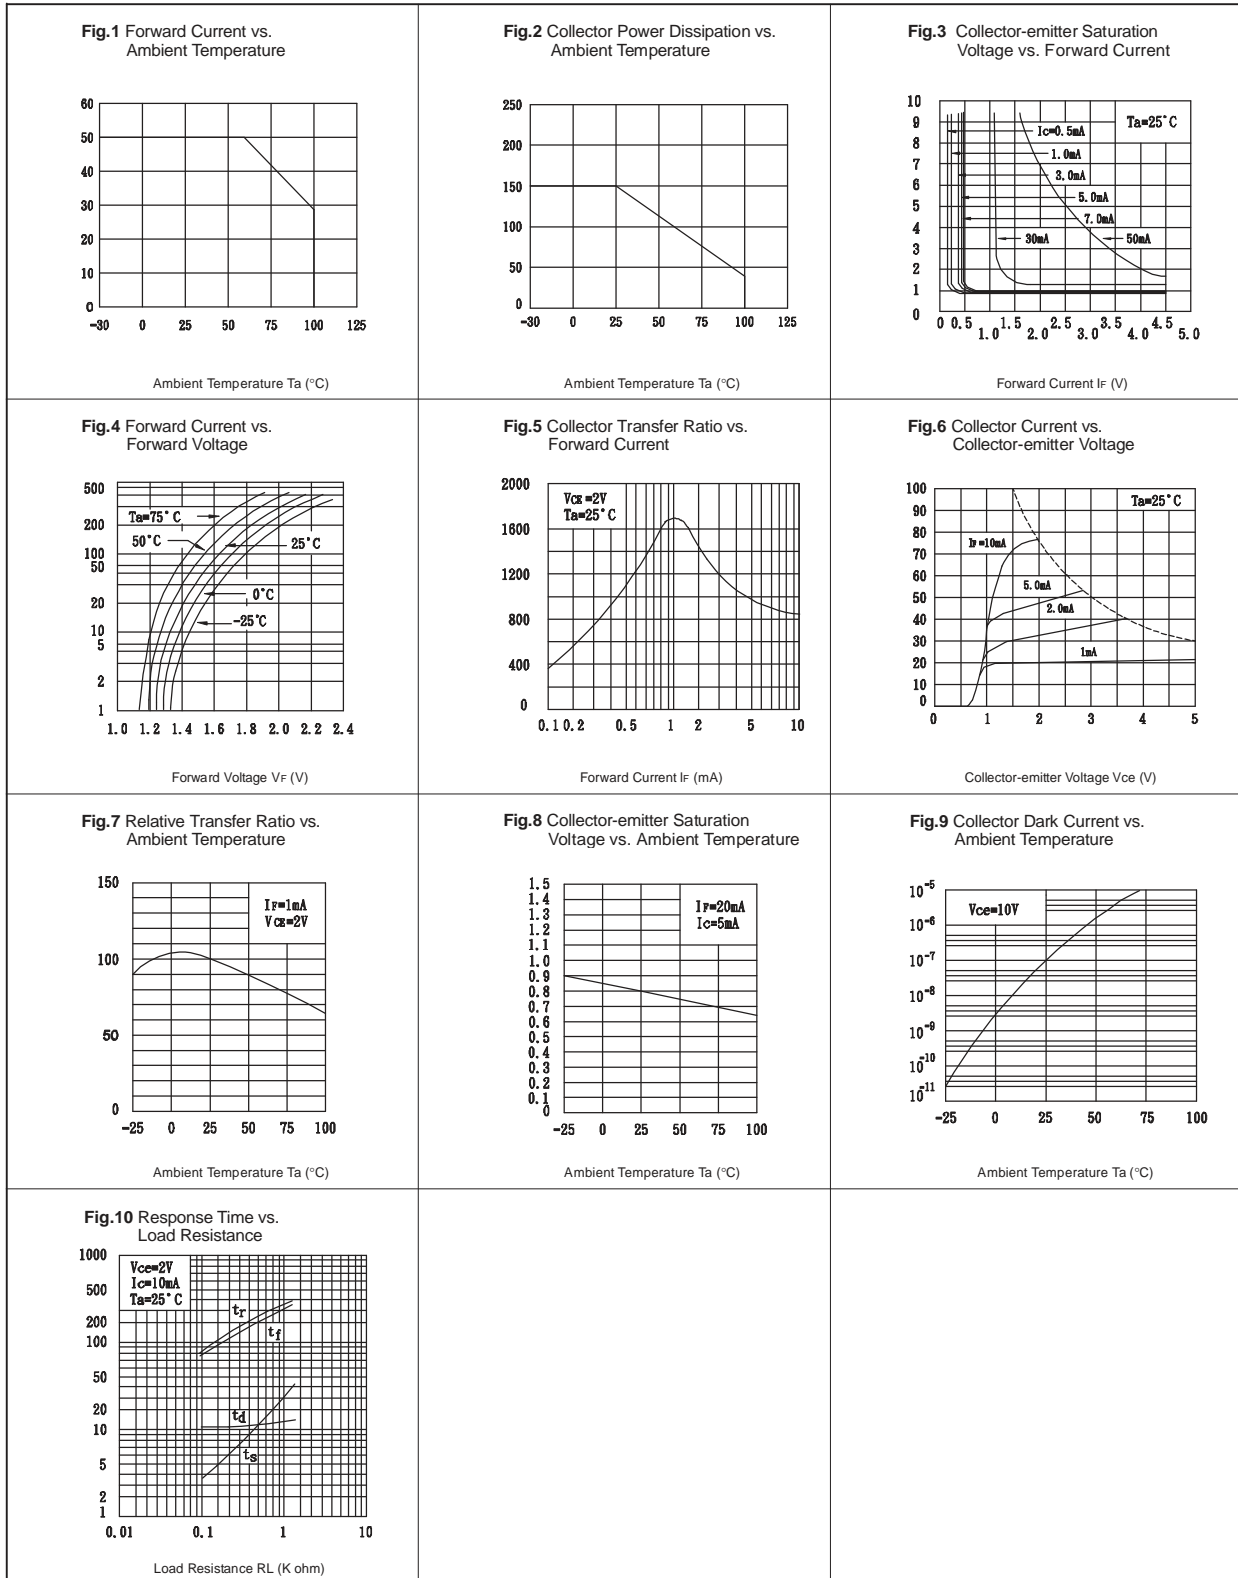 Fig.1 Forward Current vs.
Ambient Temperature
60
50
40
30
20
10
0
-30 0 25 50 75 100 125
Ambient Temperature Ta (°C)
Fig.2 Collector Power Dissipation vs.
Ambient Temperature
250
200
150
100
50
0
-30 0 25 50 75 100 125
Ambient Temperature Ta (°C)
Fig.3 Collector-emitter Saturation
Voltage vs. Forward Current
10
9
8
7
6
5
4
3
2
1
0
Ta=25°C
Ic=0.5mA
1.0mA
3.0mA
5.0mA
7.0mA
30mA
50mA
0 0.5 1.5 2.5 3.5 4.5
1.0 2.0 3.0 4.0 5.0
Forward Current IF (V)
Fig.4 Forward Current vs.
Forward Voltage
500
200
100
50
20
10
5
2
1
Ta=75°C
50°C
25°C
0°C
-25°C
1.0 1.2 1.4 1.6 1.8 2.0 2.2 2.4
Forward Voltage VF (V)
Fig.5 Collector Transfer Ratio vs.
Forward Current
2000
1600
1200
800
400
0
VCE =2V
Ta=25°C
0.1 0.2 0.5 1 2 5 10
Forward Current IF (mA)
Fig.6 Collector Current vs.
Collector-emitter Voltage
100
90
80
70
60
50
40
30
20
10
0
Ta=25°C
IF =10mA
5.0mA
2.0mA
1mA
0 1 2 3 4 5
Collector-emitter Voltage Vce (V)
Fig.7 Relative Transfer Ratio vs.
Ambient Temperature
150
100
50
0
IF=1mA
VCE=2V
-25 0 25 50 75 100
Ambient Temperature Ta (°C)
Fig.8 Collector-emitter Saturation
Voltage vs. Ambient Temperature
1.5
1.4
1.3
1.2
1.1
1.0
0.9
0.8
0.7
0.6
0.5
0.4
0.3
0.2
0.1
0
IF=20mA
Ic=5mA
-25 0 25 50 75 100
Ambient Temperature Ta (°C)
Fig.9 Collector Dark Current vs.
Ambient Temperature
10-5
10-6
10-7
10-8
10-9
10-10
10-11
Vce=10V
-25 0 25 50 75 100
Ambient Temperature Ta (°C)
Fig.10 Response Time vs.
Load Resistance
1000
500
200
100
50
20
10
5
2
1
Vce=2V
Ic=10mA
Ta=25°C
tr
tf
td
ts
0.01 0.1 1 10
Load Resistance RL (K ohm)